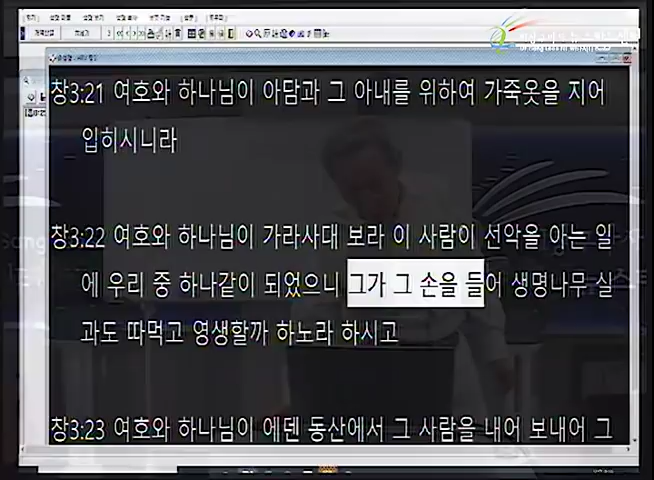 창3:21 여호와 하나님이 아담과 그 아내를 위하여 가죽옷을 지어
입히시니라
창3:22 여호와 하나님이 가라사대 보라 이 사람이 선악을 아는 일
에 우리 중 하나같이 되었으니 그가 그 손을 들어 생명나무 실
과도 따먹고 영생할까 하노라 하시고
창3:23 여호와 하나님이 에덴 동산에서 그 사람을 내어 보내어 그